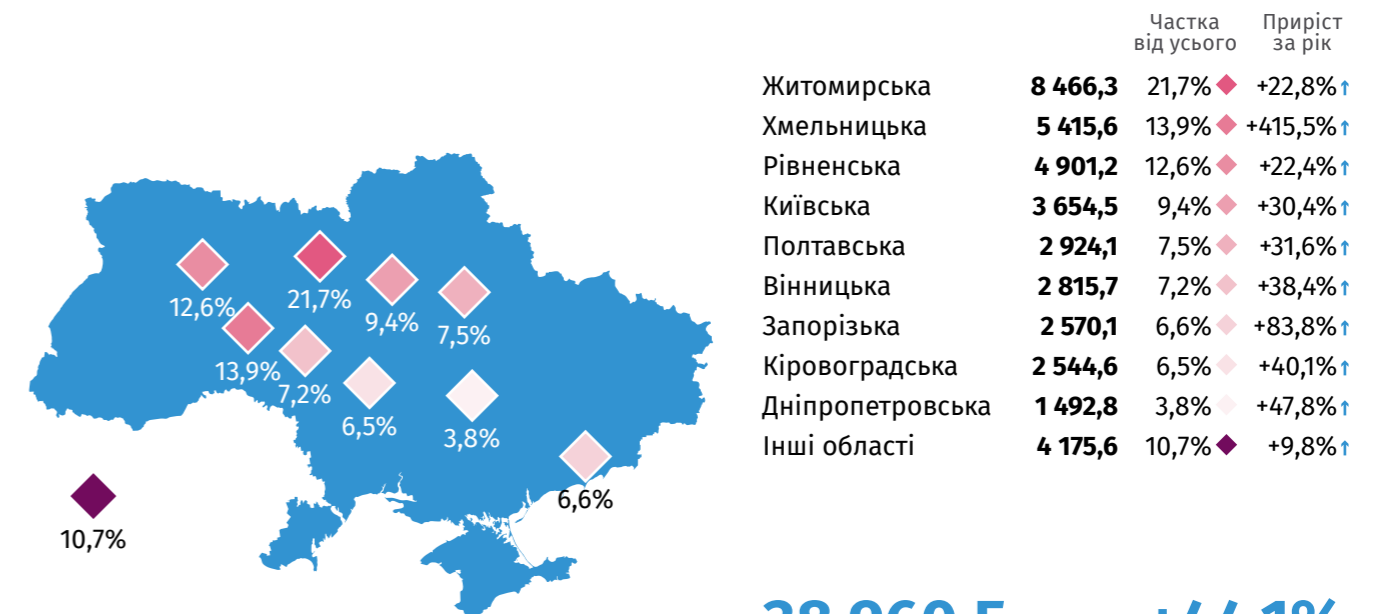 Частка Приріст
від усього за рік
Житомирська 8 466,3 21,7% +22,8%↑
Хмельницька 5 415,6 13,9% +415,5%↑
Рівненська 4 901,2 12,6% +22,4%↑
Київська 3 654,5 9,4% +30,4%↑
Полтавська 2 924,1 7,5% +31,6%↑
Вінницька 2 815,7 7,2% +38,4%↑
Запорізька 2 570,1 6,6% +83,8%↑
Кіровоградська 2 544,6 6,5% +40,1%↑
Дніпропетровська 1 492,8 3,8% +47,8%↑
Інші області 4 175,6 10,7% +9,8%↑
12,6%
21,7%
9,4%
7,5%
13,9%
7,2%
6,5%
3,8%
6,6%
10,7%